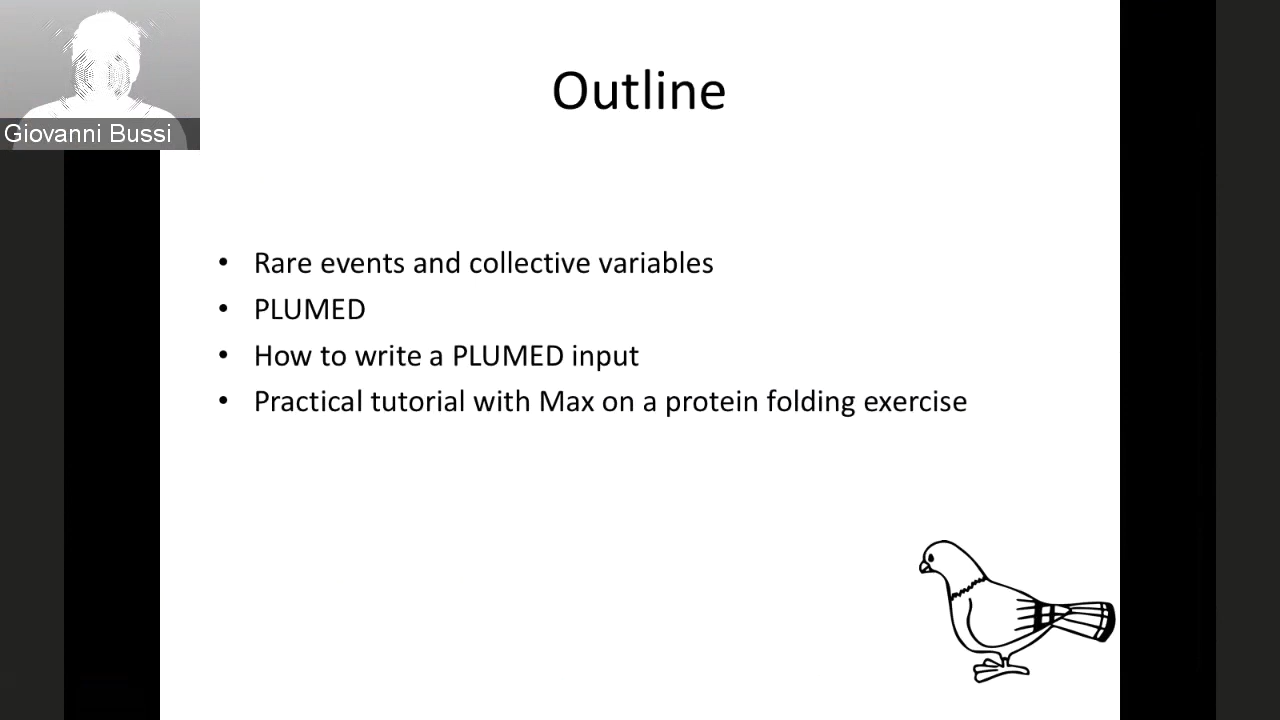 Outline
Giovanni Bussi
• Rare events and collective variables
• PLUMED
• How to write a PLUMED input
• Practical tutorial with Max on a protein folding exercise